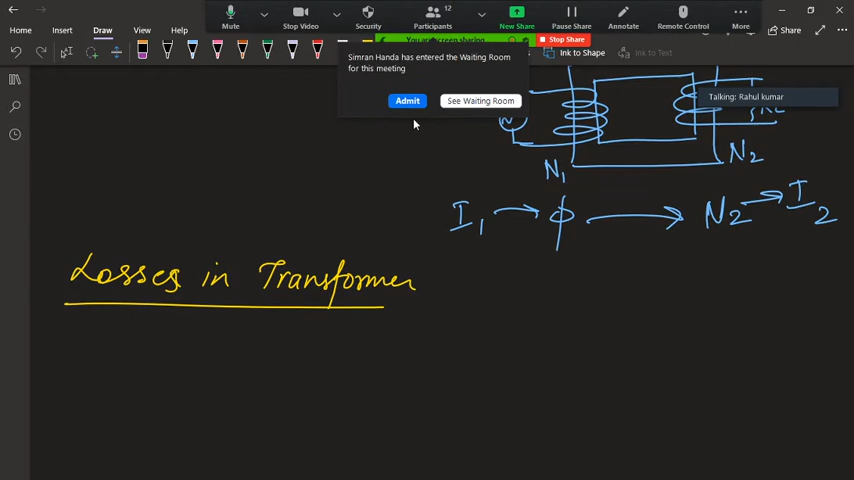 12
Mute
Stop Video
Security
Participants
New Share
Pause Share
Annotate
Remote Control
More
Home
Insert
Draw
View
Help
Stop Share
Share
Ink to Shape
Ink to Text
Simran Handa has entered the Waiting Room
for this meeting
Admit
See Waiting Room
Talking: Rahul kumar
N1
N2
I1 → ϕ → N2 → I2
Losses in Transformer